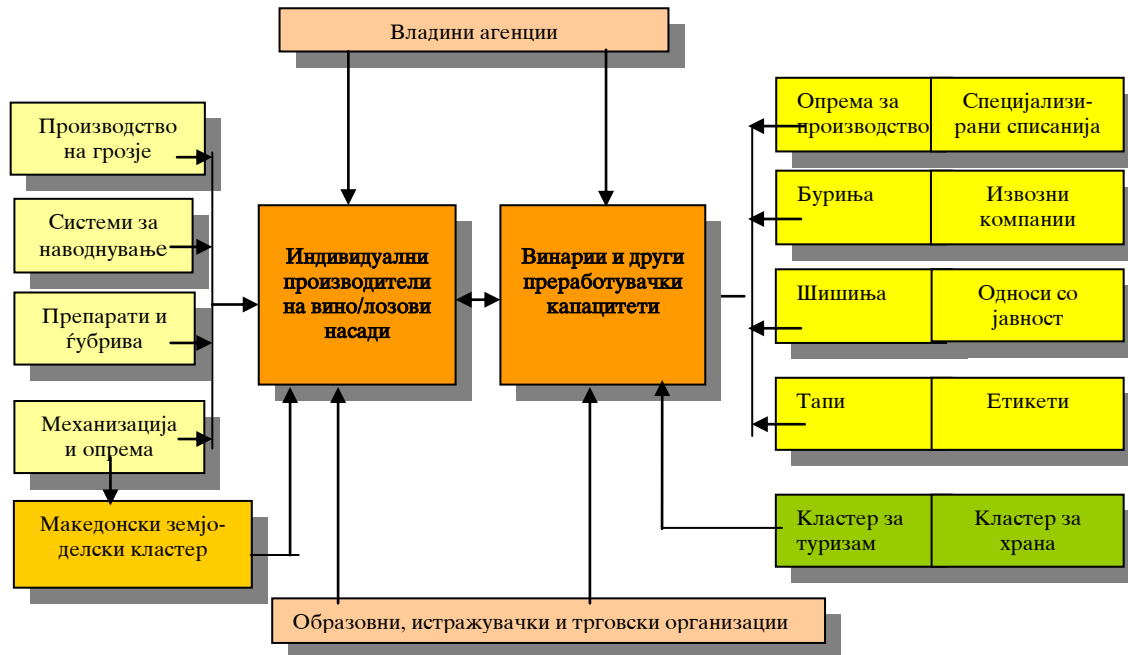 Владини агенции
Производство
на грозје
Системи за
наводнување
Препарати и
ѓубрива
Механизација
и опрема
Македонски земјо-
делски кластер
Индивидуални
производители
на вино/лозови
насади
Винарии и други
преработувачки
капацитети
Опрема за
производство
Специјализи-
рани списанија
Буриња
Извозни
компании
Шишиња
Односи со
јавност
Тапи
Етикети
Кластер за
туризам
Кластер за
храна
Образовни, истражувачки и трговски организации